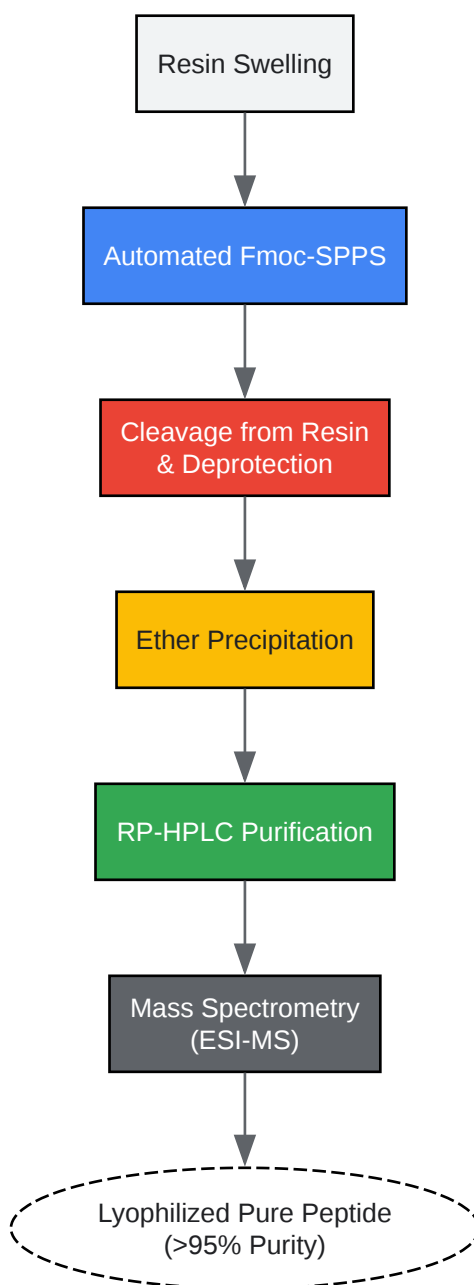 Resin Swelling
Automated Fmoc-SPPS
Cleavage from Resin
& Deprotection
Ether Precipitation
RP-HPLC Purification
Mass Spectrometry
(ESI-MS)
Lyophilized Pure Peptide
(>95% Purity)